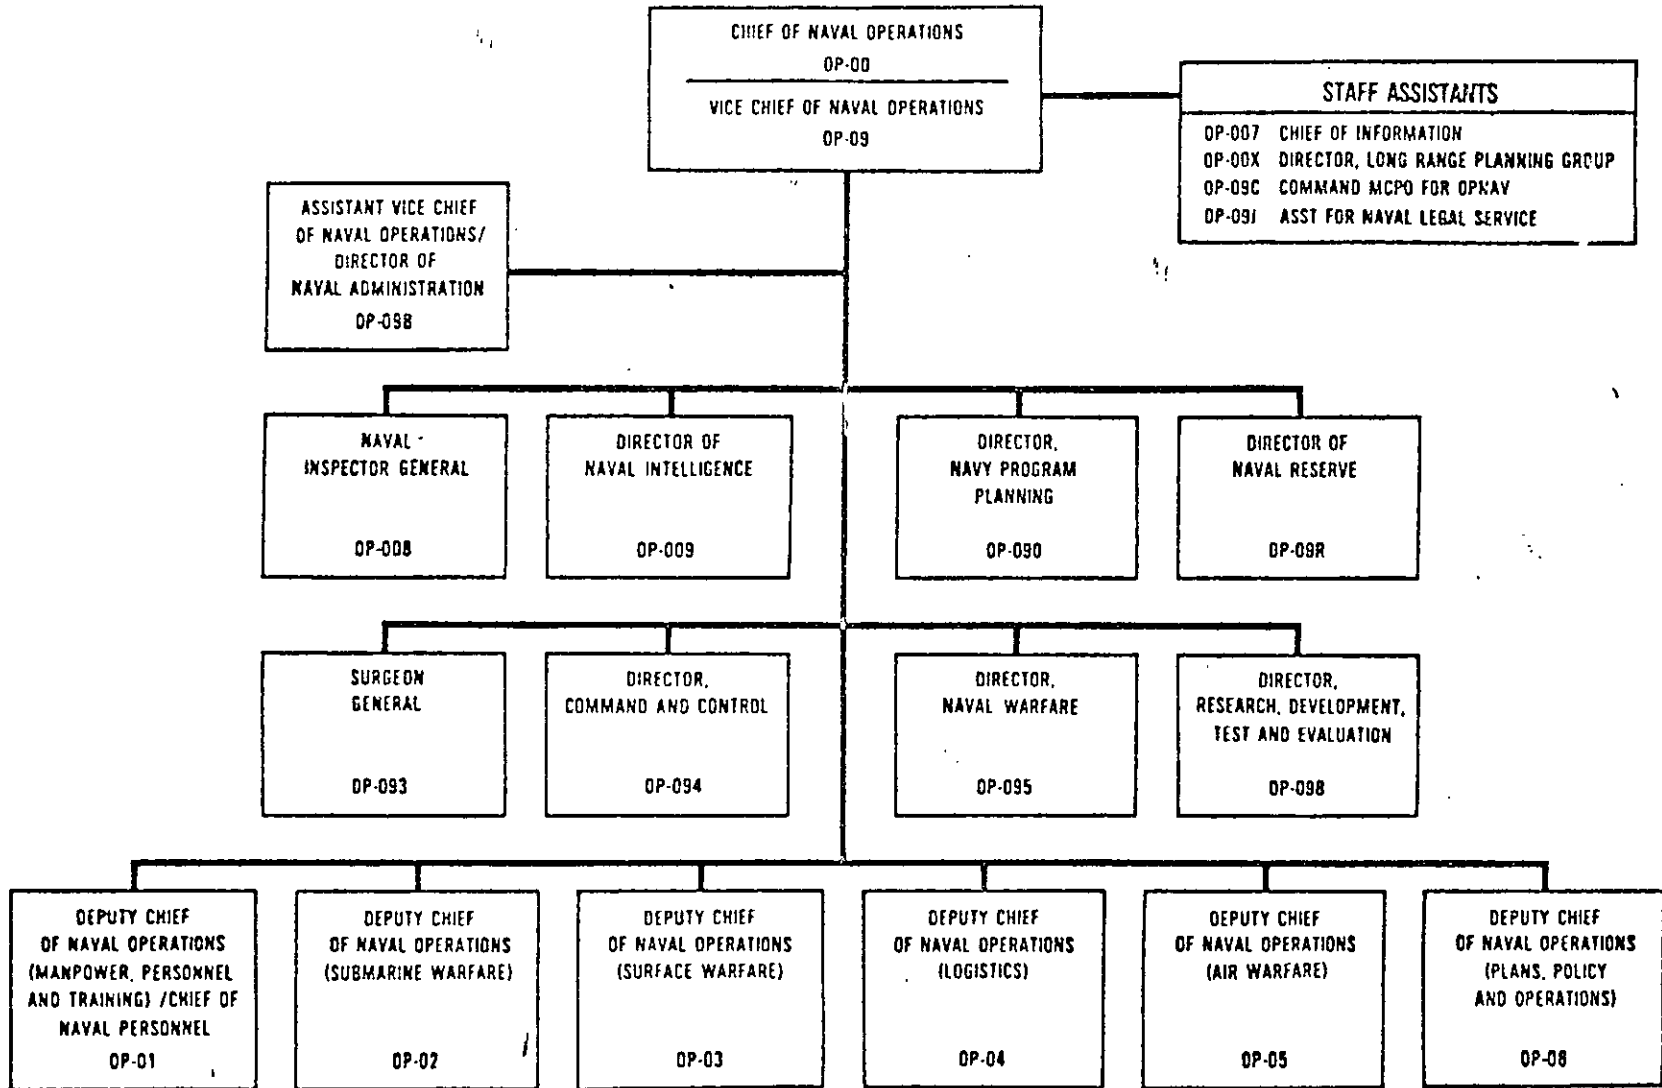 CHIEF OF NAVAL OPERATIONS
OP-00
VICE CHIEF OF NAVAL OPERATIONS
OP-09
STAFF ASSISTANTS
OP-007 CHIEF OF INFORMATION
OP-00X DIRECTOR, LONG RANGE PLANNING GROUP
OP-09C COMMAND MCPO FOR OPNAV
OP-09J ASST FOR NAVAL LEGAL SERVICE
ASSISTANT VICE CHIEF
OF NAVAL OPERATIONS/
DIRECTOR OF
NAVAL ADMINISTRATION
OP-09B
NAVAL
INSPECTOR GENERAL
OP-008
DIRECTOR OF
NAVAL INTELLIGENCE
OP-009
DIRECTOR,
NAVY PROGRAM
PLANNING
OP-090
DIRECTOR OF
NAVAL RESERVE
OP-09R
SURGEON
GENERAL
OP-093
DIRECTOR,
COMMAND AND CONTROL
OP-094
DIRECTOR,
NAVAL WARFARE
OP-095
DIRECTOR,
RESEARCH, DEVELOPMENT,
TEST AND EVALUATION
OP-098
DEPUTY CHIEF
OF NAVAL OPERATIONS
(MANPOWER, PERSONNEL
AND TRAINING) /CHIEF OF
NAVAL PERSONNEL
OP-01
DEPUTY CHIEF
OF NAVAL OPERATIONS
(SUBMARINE WARFARE)
OP-02
DEPUTY CHIEF
OF NAVAL OPERATIONS
(SURFACE WARFARE)
OP-03
DEPUTY CHIEF
OF NAVAL OPERATIONS
(LOGISTICS)
OP-04
DEPUTY CHIEF
OF NAVAL OPERATIONS
(AIR WARFARE)
OP-05
DEPUTY CHIEF
OF NAVAL OPERATIONS
(PLANS, POLICY
AND OPERATIONS)
OP-06